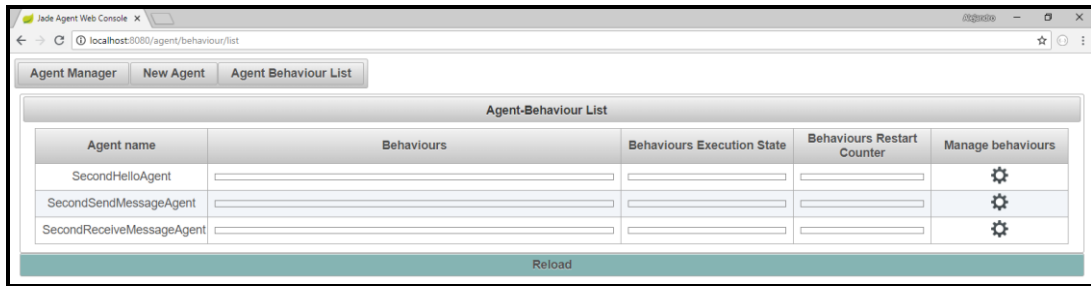 Jade Agent Web Console
Alejandro
localhost:8080/agent/behaviour/list
Agent Manager New Agent Agent Behaviour List
Agent-Behaviour List
Agent name Behaviours Behaviours Execution State Behaviours Restart Counter Manage behaviours
SecondHelloAgent
SecondSendMessageAgent
SecondReceiveMessageAgent
Reload